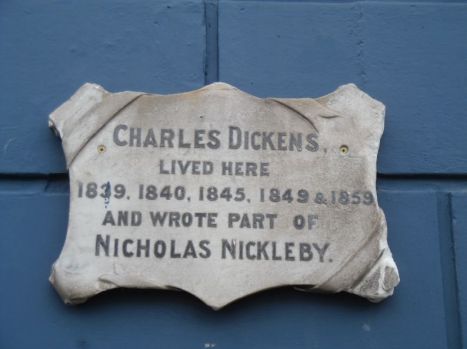 CHARLES DICKENS,
LIVED HERE
1839, 1840, 1845, 1849 & 1859
AND WROTE PART OF
NICHOLAS NICKLEBY.